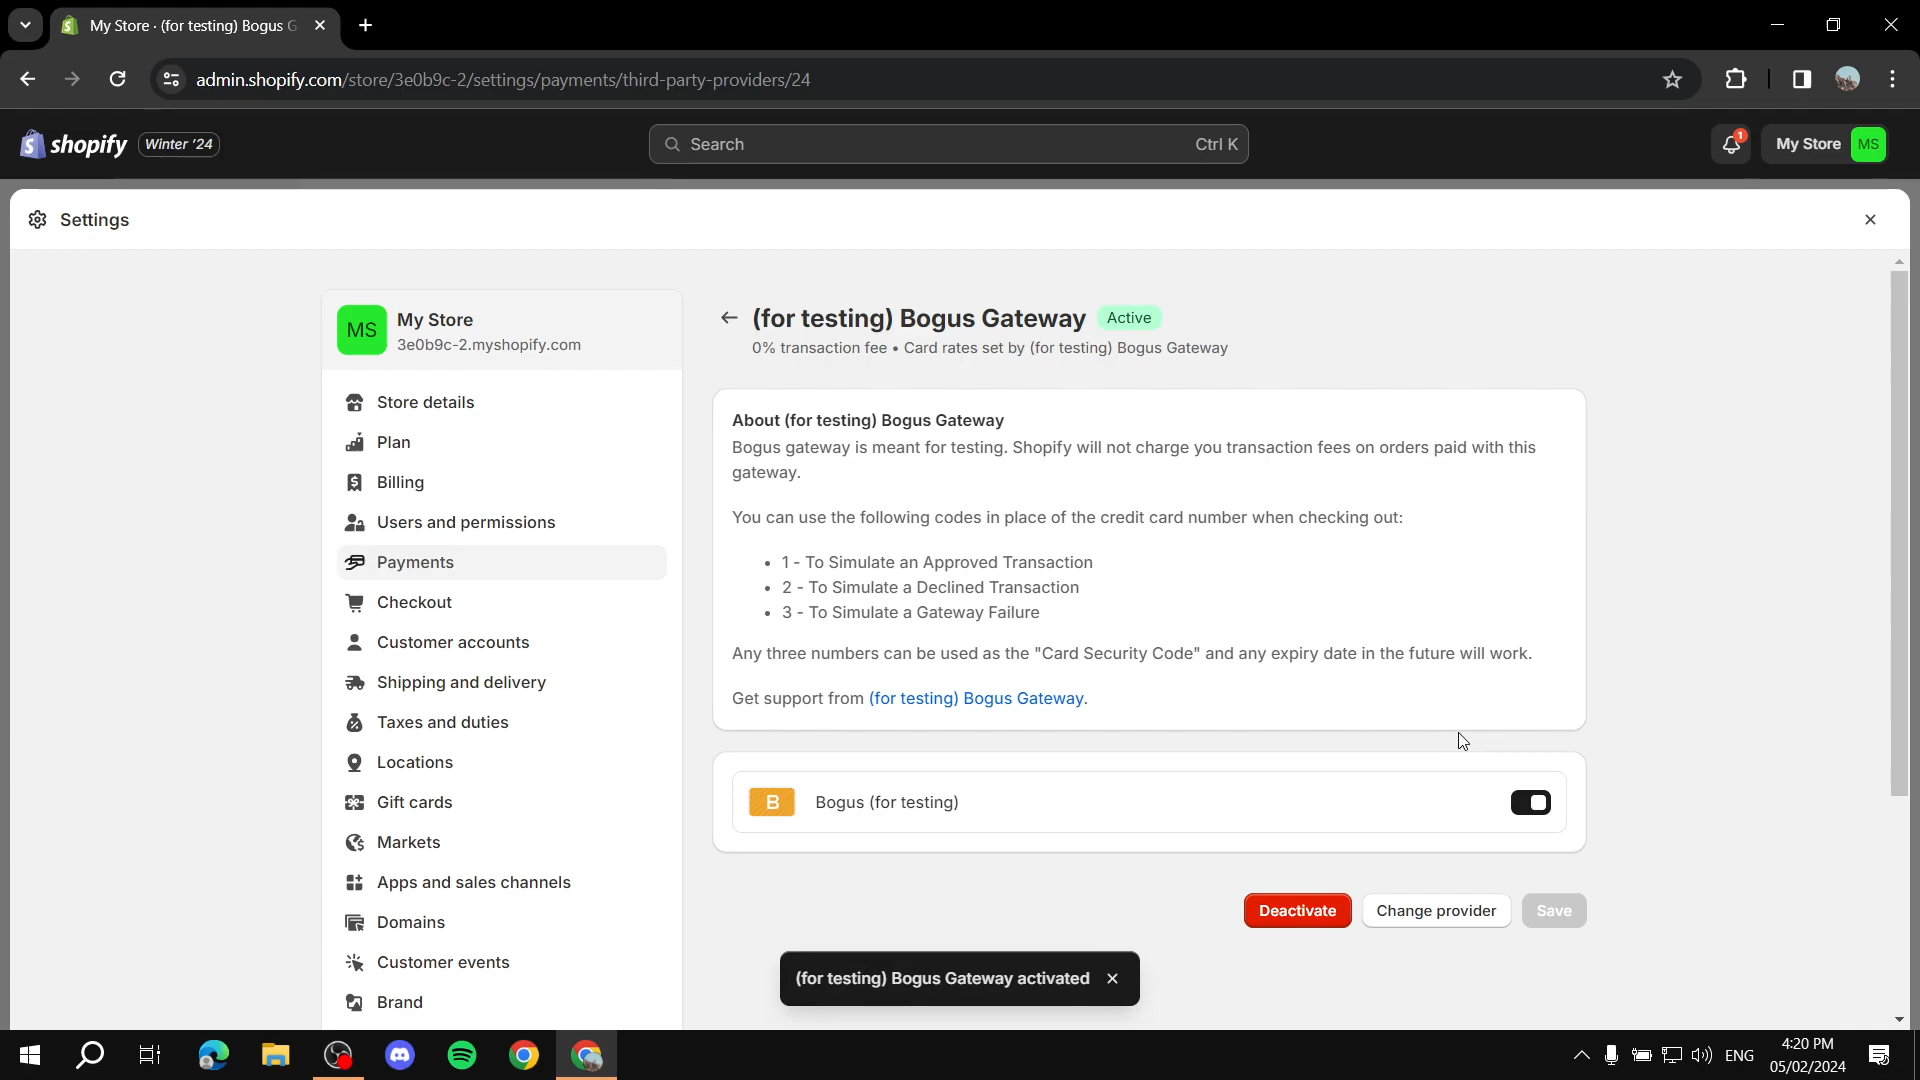 My Store · (for testing) Bogus G
admin.shopify.com/store/3e0b9c-2/settings/payments/third-party-providers/24
shopify
Winter '24
Search
Ctrl K
1
My Store
MS
Settings
MS
My Store
3e0b9c-2.myshopify.com
Store details
Plan
Billing
Users and permissions
Payments
Checkout
Customer accounts
Shipping and delivery
Taxes and duties
Locations
Gift cards
Markets
Apps and sales channels
Domains
Customer events
Brand
(for testing) Bogus Gateway
Active
0% transaction fee • Card rates set by (for testing) Bogus Gateway
About (for testing) Bogus Gateway
Bogus gateway is meant for testing. Shopify will not charge you transaction fees on orders paid with this
gateway.
You can use the following codes in place of the credit card number when checking out:
• 1 - To Simulate an Approved Transaction
• 2 - To Simulate a Declined Transaction
• 3 - To Simulate a Gateway Failure
Any three numbers can be used as the "Card Security Code" and any expiry date in the future will work.
Get support from (for testing) Bogus Gateway.
B
Bogus (for testing)
Deactivate
Change provider
Save
(for testing) Bogus Gateway activated
ENG
4:20 PM
05/02/2024